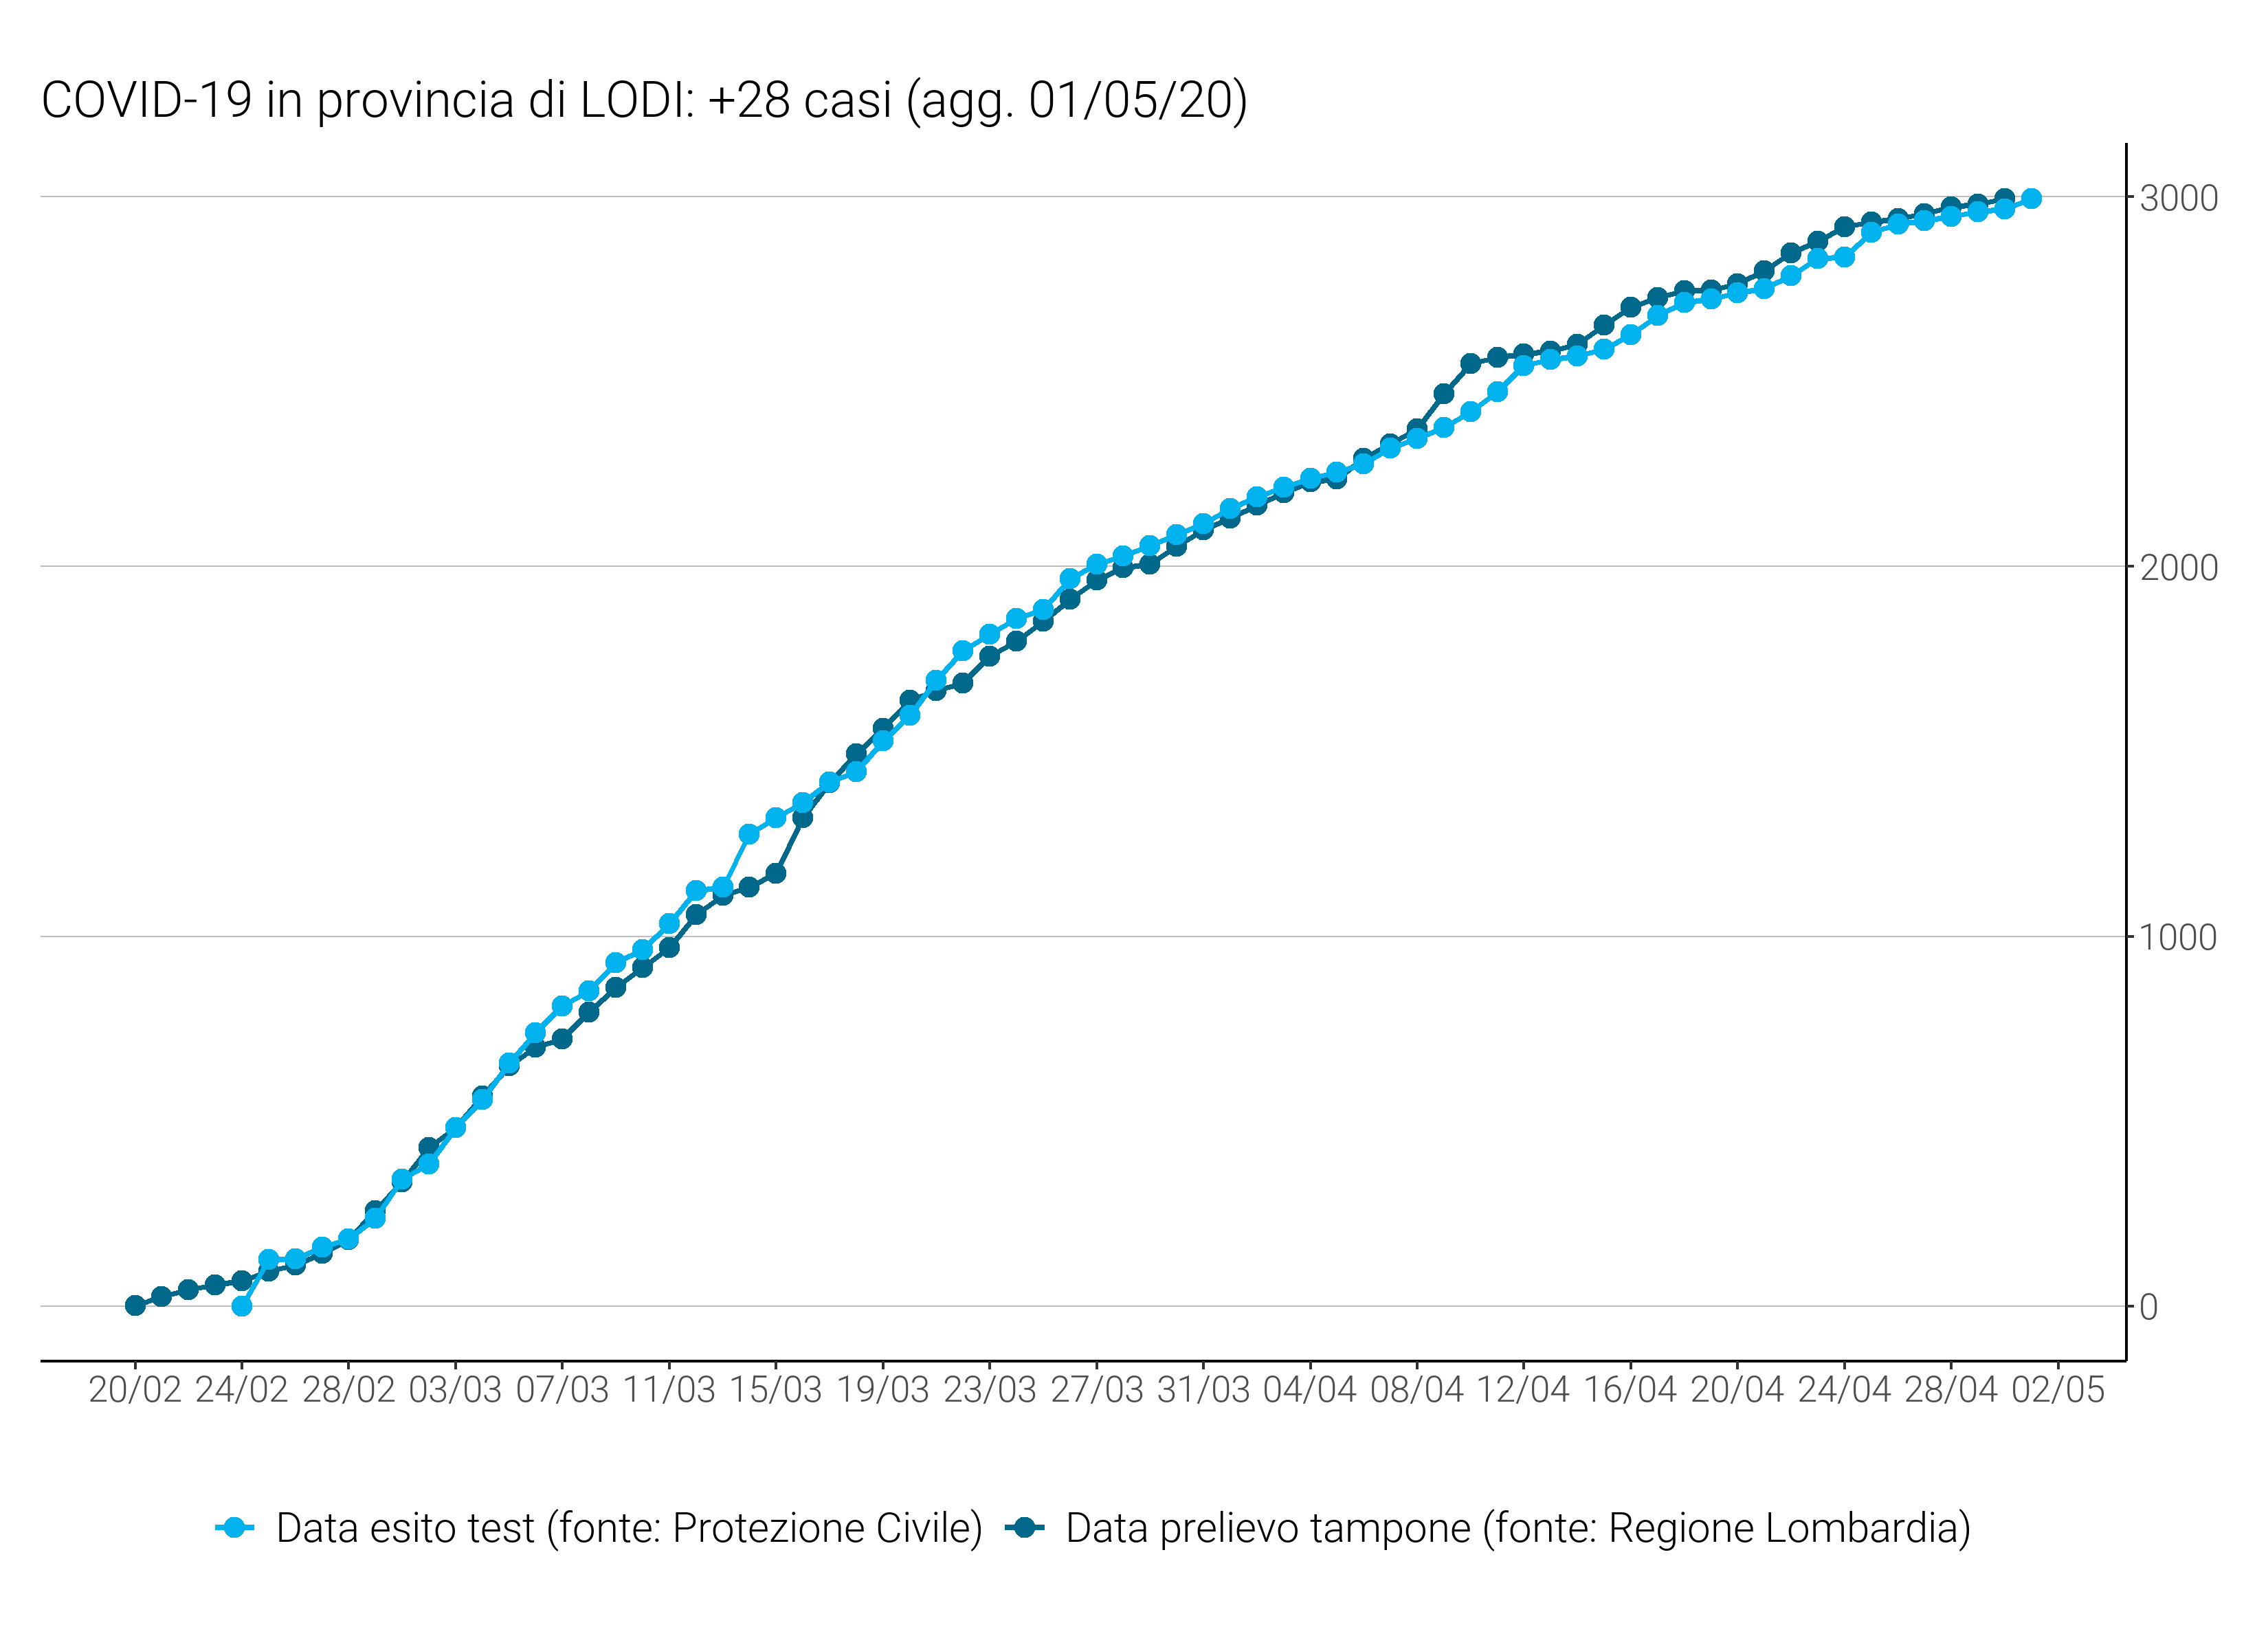 COVID-19 in provincia di LODI: +28 casi (agg. 01/05/20)
3000
2000
1000
0
20/02 24/02 28/02 03/03 07/03 11/03 15/03 19/03 23/03 27/03 31/03 04/04 08/04 12/04 16/04 20/04 24/04 28/04 02/05
Data esito test (fonte: Protezione Civile) Data prelievo tampone (fonte: Regione Lombardia)